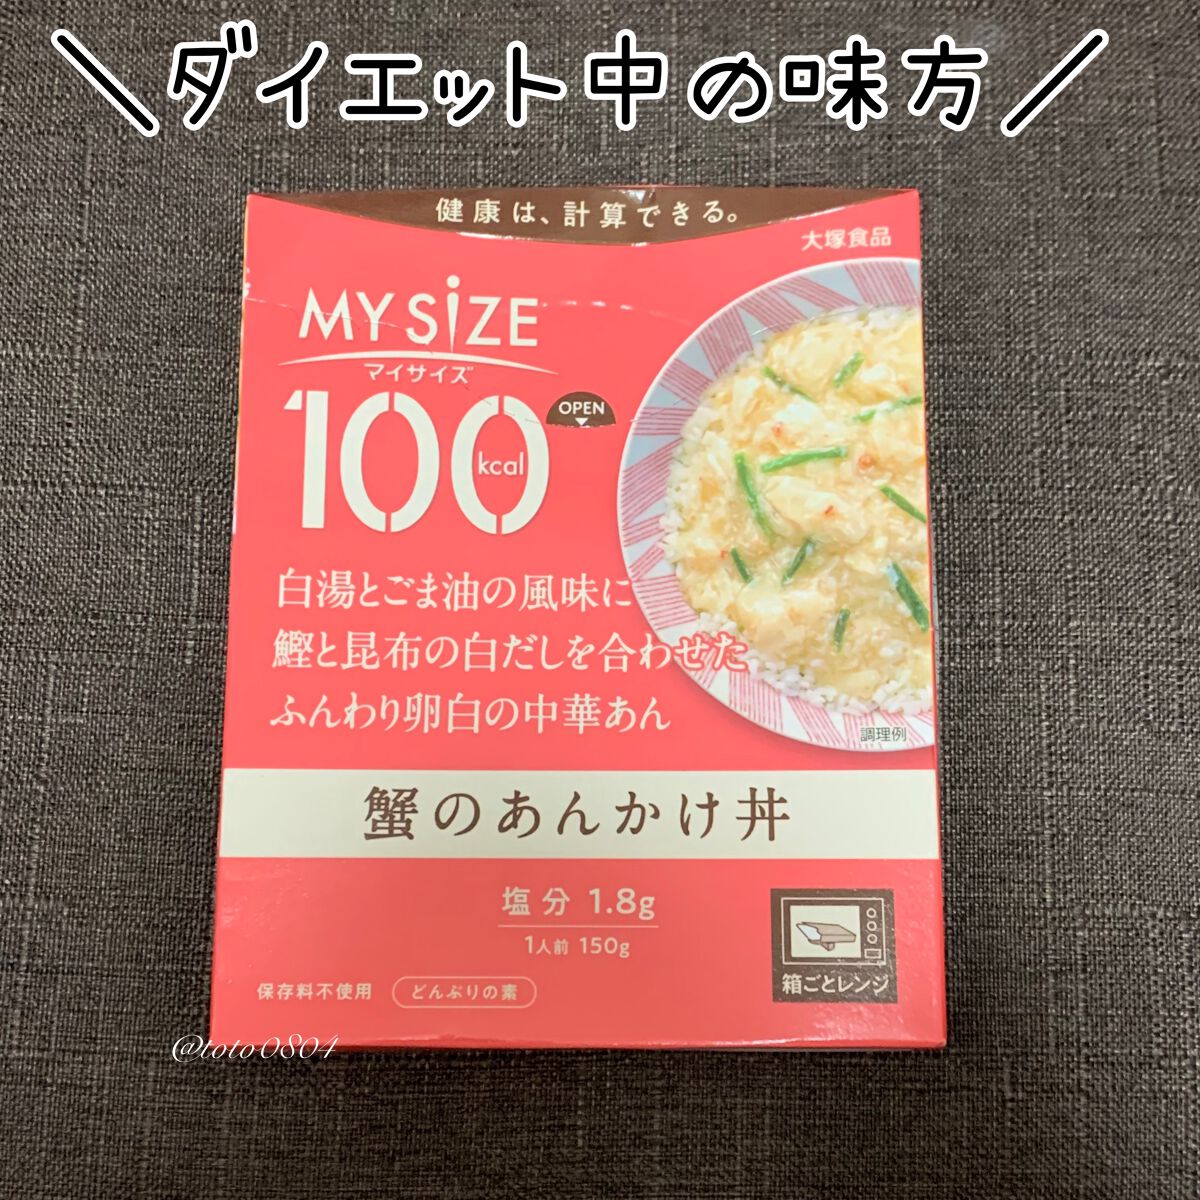 ＼ダイエット中の味方／
健康は、計算できる。
大塚食品
MY SiZE
マイサイズ
100kcal
OPEN
白湯とごま油の風味に
鰹と昆布の白だしを合わせた
ふんわり卵白の中華あん
調理例
蟹のあんかけ丼
塩分 1.8g
1人前 150g
箱ごとレンジ
保存料不使用 どんぶりの素
@toto0804